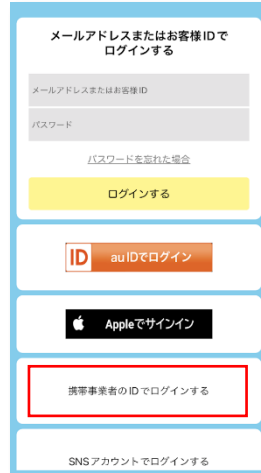 メールアドレスまたはお客様IDで
ログインする
メールアドレスまたはお客様ID
パスワード
パスワードを忘れた場合
ログインする
ID au IDでログイン
Appleでサインイン
携帯事業者のIDでログインする
SNSアカウントでログインする